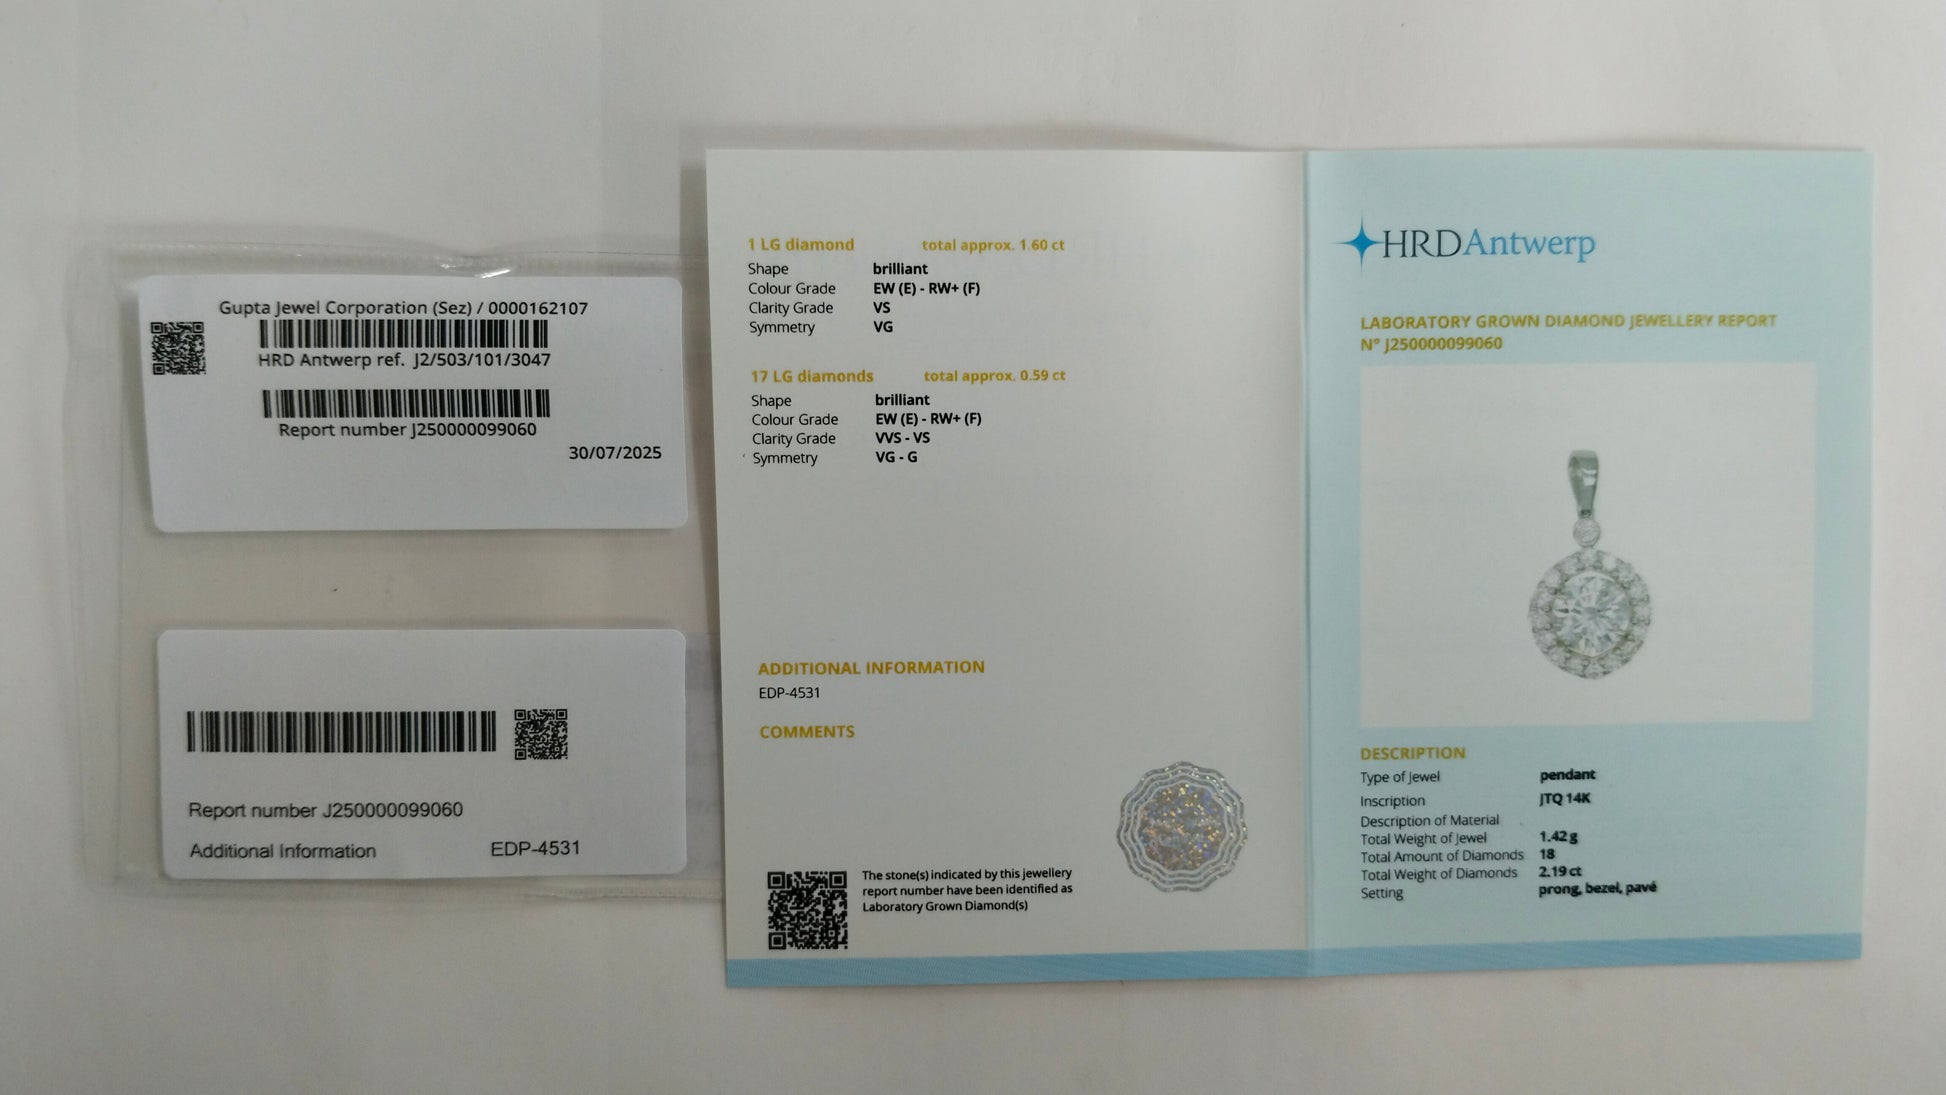 Gupta Jewel Corporation (Sez) / 0000162107
HRD Antwerp ref. J2/503/101/3047
Report number J250000099060
30/07/2025
Report number J250000099060
Additional Information EDP-4531
1 LG diamond total approx. 1.60 ct
Shape brilliant
Colour Grade EW (E) - RW+ (F)
Clarity Grade VS
Symmetry VG
17 LG diamonds total approx. 0.59 ct
Shape brilliant
Colour Grade EW (E) - RW+ (F)
Clarity Grade VVS - VS
Symmetry VG - G
ADDITIONAL INFORMATION
EDP-4531
COMMENTS
The stone(s) indicated by this jewellery
report number have been identified as
Laboratory Grown Diamond(s)
HRDAntwerp
LABORATORY GROWN DIAMOND JEWELLERY REPORT
N° J250000099060
DESCRIPTION
Type of Jewel pendant
Inscription JTQ 14K
Description of Material
Total Weight of Jewel 1.42 g
Total Amount of Diamonds 18
Total Weight of Diamonds 2.19 ct
Setting prong, bezel, pavé